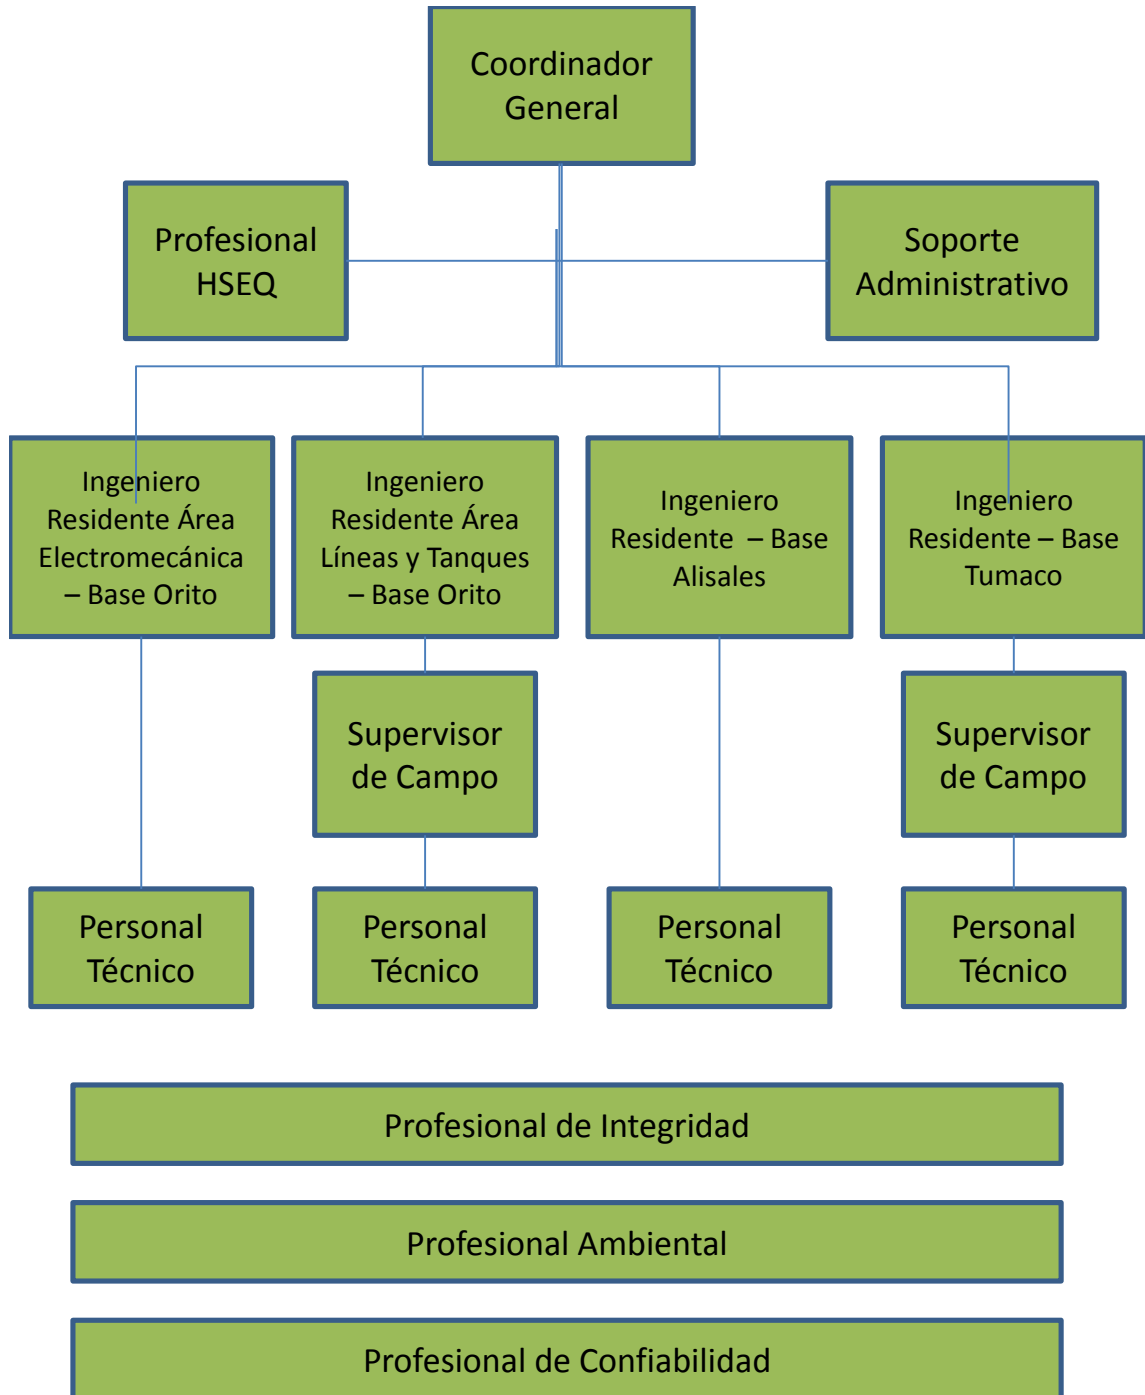 Coordinador
General
Profesional
HSEQ
Soporte
Administrativo
Ingeniero
Residente Área
Electromecánica
– Base Orito
Ingeniero
Residente Área
Líneas y Tanques
– Base Orito
Ingeniero
Residente – Base
Alisales
Ingeniero
Residente – Base
Tumaco
Supervisor
de Campo
Supervisor
de Campo
Personal
Técnico
Personal
Técnico
Personal
Técnico
Personal
Técnico
Profesional de Integridad
Profesional Ambiental
Profesional de Confiabilidad